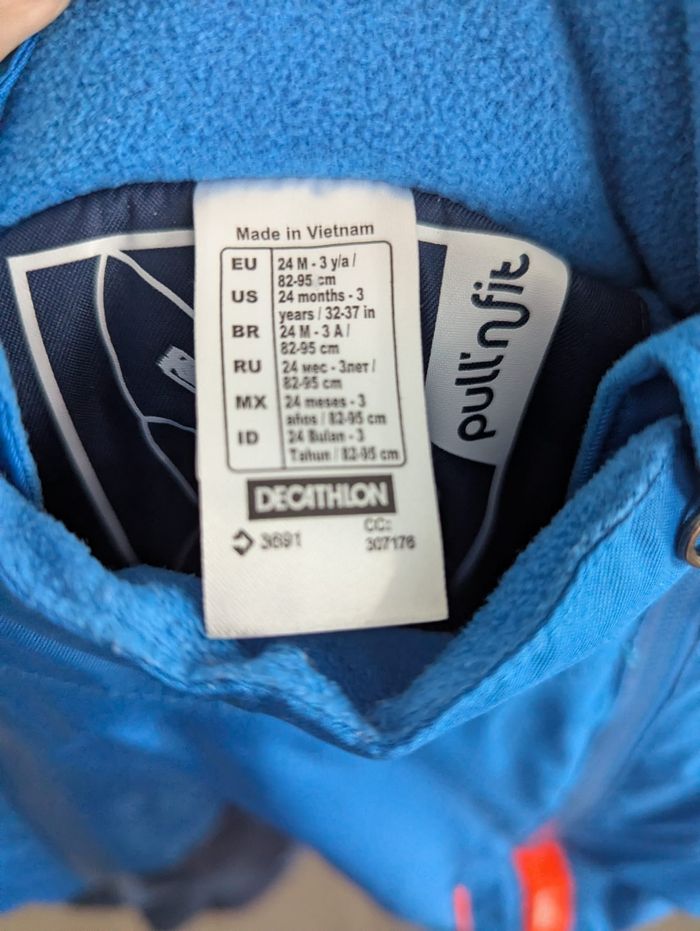 Made in Vietnam
EU 24 M - 3 y/a /
82-95 cm
US 24 months - 3
years / 32-37 in
BR 24 M - 3 A /
82-95 cm
RU 24 мес - 3лет /
82-95 cm
MX 24 meses - 3
años / 82-95 cm
ID 24 Bulan - 3
Tahun / 82-95 cm
DECATHLON
3691
CC:
307176
pull'n fit